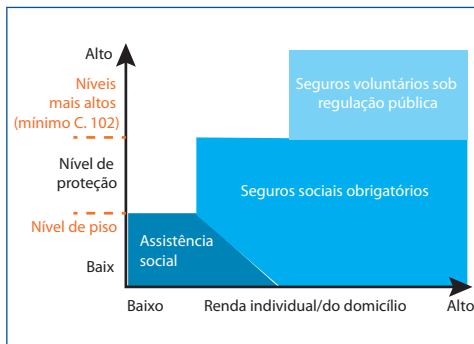 Alto
Níveis
mais altos
(mínimo C. 102)
Nível de
proteção
Nível de piso
Baix
Seguros voluntários sob
regulação pública
Seguros sociais obrigatórios
Assistência
social
Baixo
Renda individual/do domicílio
Alto